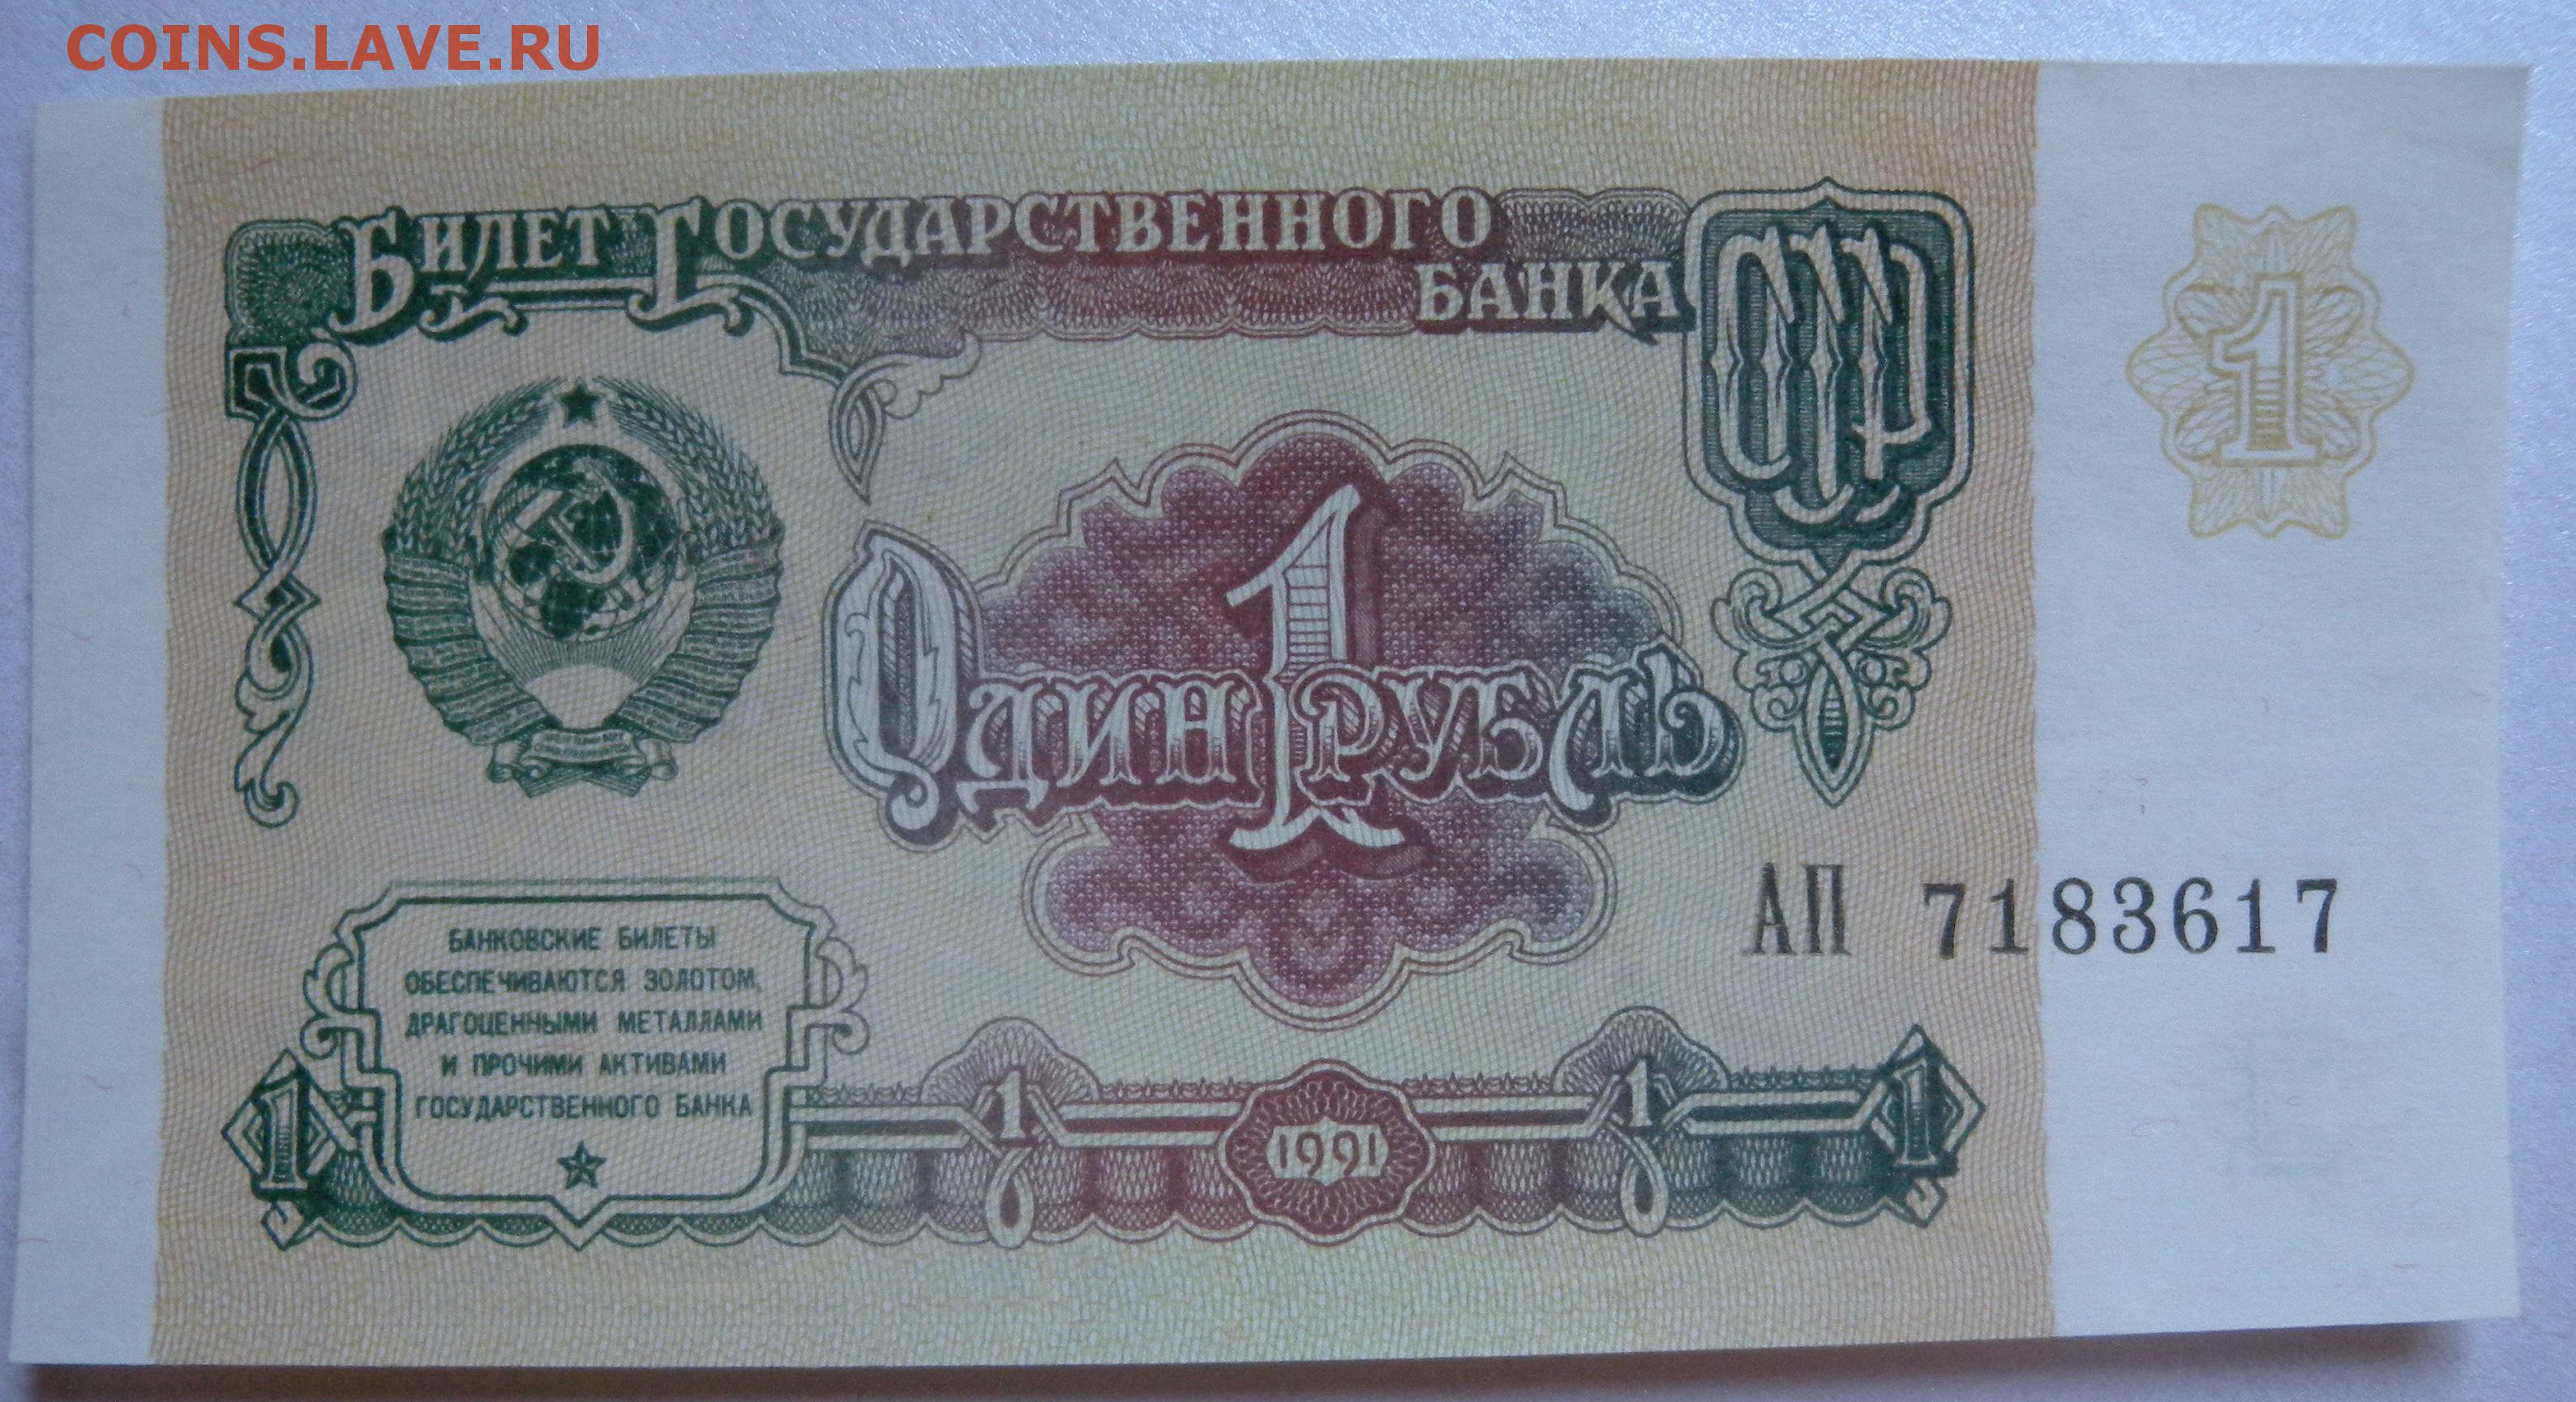 COINS.LAVE.RU
БИЛЕТ ГОСУДАРСТВЕННОГО
БАНКА
СССР
1
1
ОДИН РУБЛЬ
АП 7183617
БАНКОВСКИЕ БИЛЕТЫ
ОБЕСПЕЧИВАЮТСЯ ЗОЛОТОМ,
ДРАГОЦЕННЫМИ МЕТАЛЛАМИ
И ПРОЧИМИ АКТИВАМИ
ГОСУДАРСТВЕННОГО БАНКА
1 1 1 1
1991